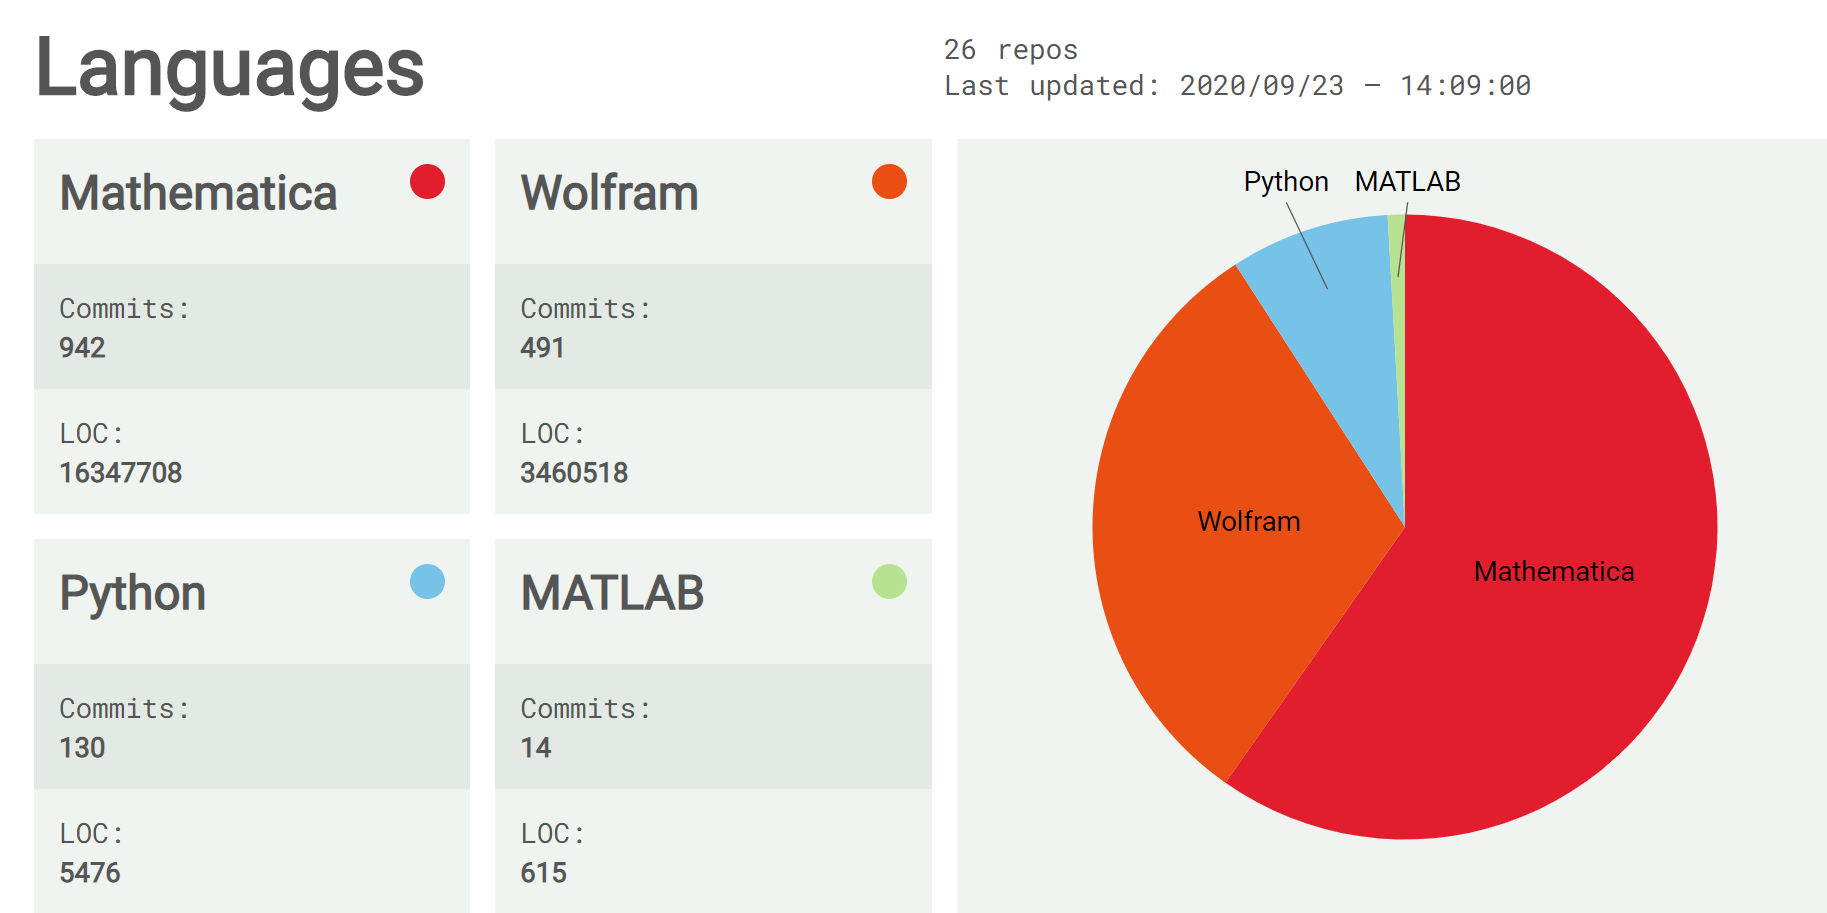 Languages
26 repos
Last updated: 2020/09/23 – 14:09:00
Mathematica
Commits:
942
LOC:
16347708
Wolfram
Commits:
491
LOC:
3460518
Python
Commits:
130
LOC:
5476
MATLAB
Commits:
14
LOC:
615
Python MATLAB
Wolfram
Mathematica